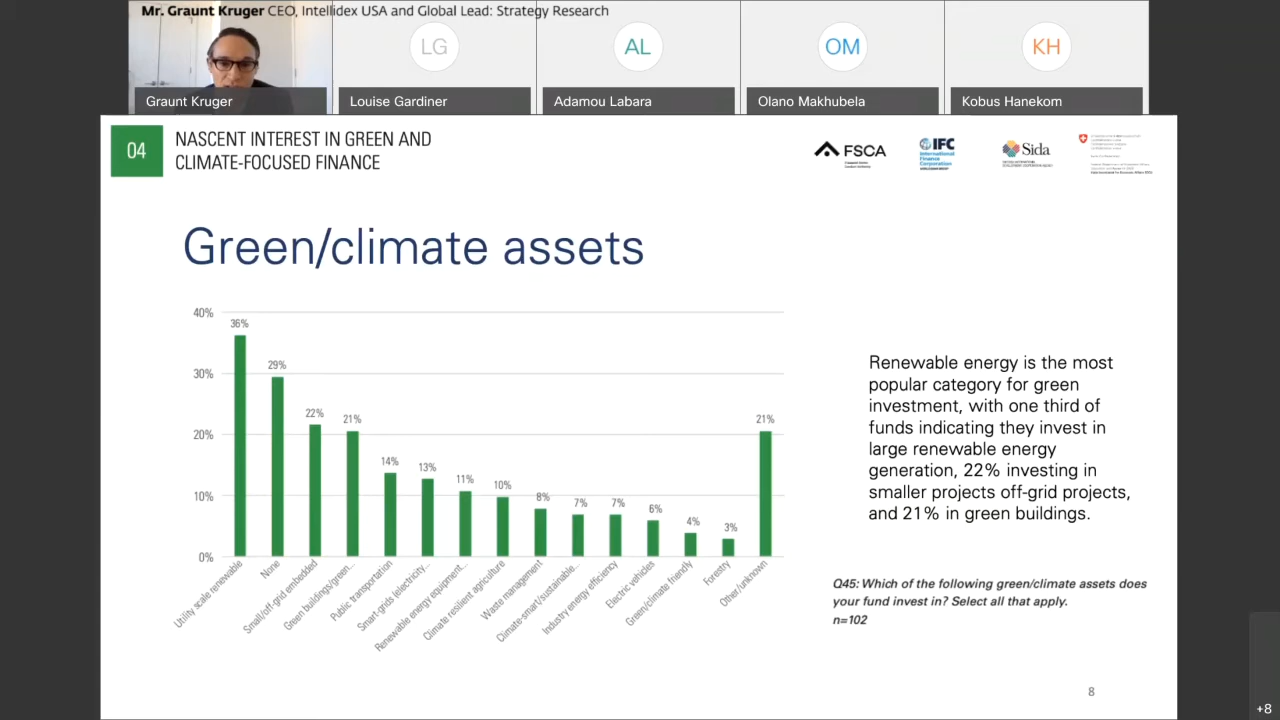 Mr. Graunt Kruger CEO, Intellidex USA and Global Lead: Strategy Research
LG
AL
OM
KH
Graunt Kruger
Louise Gardiner
Adamou Labara
Olano Makhubela
Kobus Hanekom
04
NASCENT INTEREST IN GREEN AND
CLIMATE-FOCUSED FINANCE
FSCA
IFC
International
Finance
Corporation
Sida
Green/climate assets
40%
30%
20%
10%
0%
36%
29%
22%
21%
14%
13%
11%
10%
8%
7%
7%
6%
4%
3%
21%
Utility scale renewable
None
Small/off-grid embedded
Green building/green...
Public transportation
Smart-grids (electricity...
Renewable energy equipment...
Climate resilient agriculture
Waste management
Climate-smart/sustainable...
Industry energy efficiency
Electric vehicles
Green/climate friendly
Forestry
Other/unknown
Renewable energy is the most
popular category for green
investment, with one third of
funds indicating they invest in
large renewable energy
generation, 22% investing in
smaller projects off-grid projects,
and 21% in green buildings.
Q45: Which of the following green/climate assets does
your fund invest in? Select all that apply.
n=102
8
+8